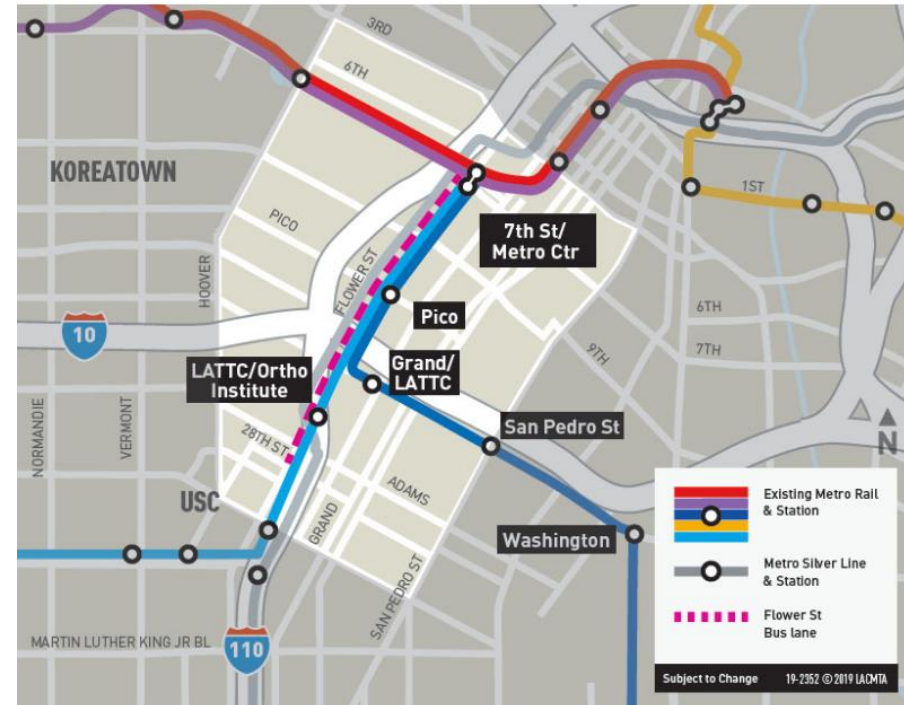 3RD
6TH
KOREATOWN
PICO
HOOVER
FLOWER ST
7th St/
Metro Ctr
1ST
10
Pico
6TH
7TH
9TH
LATTC/Ortho
Institute
Grand/
LATTC
NORMANDIE
VERMONT
28TH ST
San Pedro St
N
USC
GRAND
ADAMS
Washington
SAN PEDRO ST
MARTIN LUTHER KING JR BL
110
Existing Metro Rail
& Station
Metro Silver Line
& Station
Flower St
Bus lane
Subject to Change 19-2352 © 2019 LACMTA